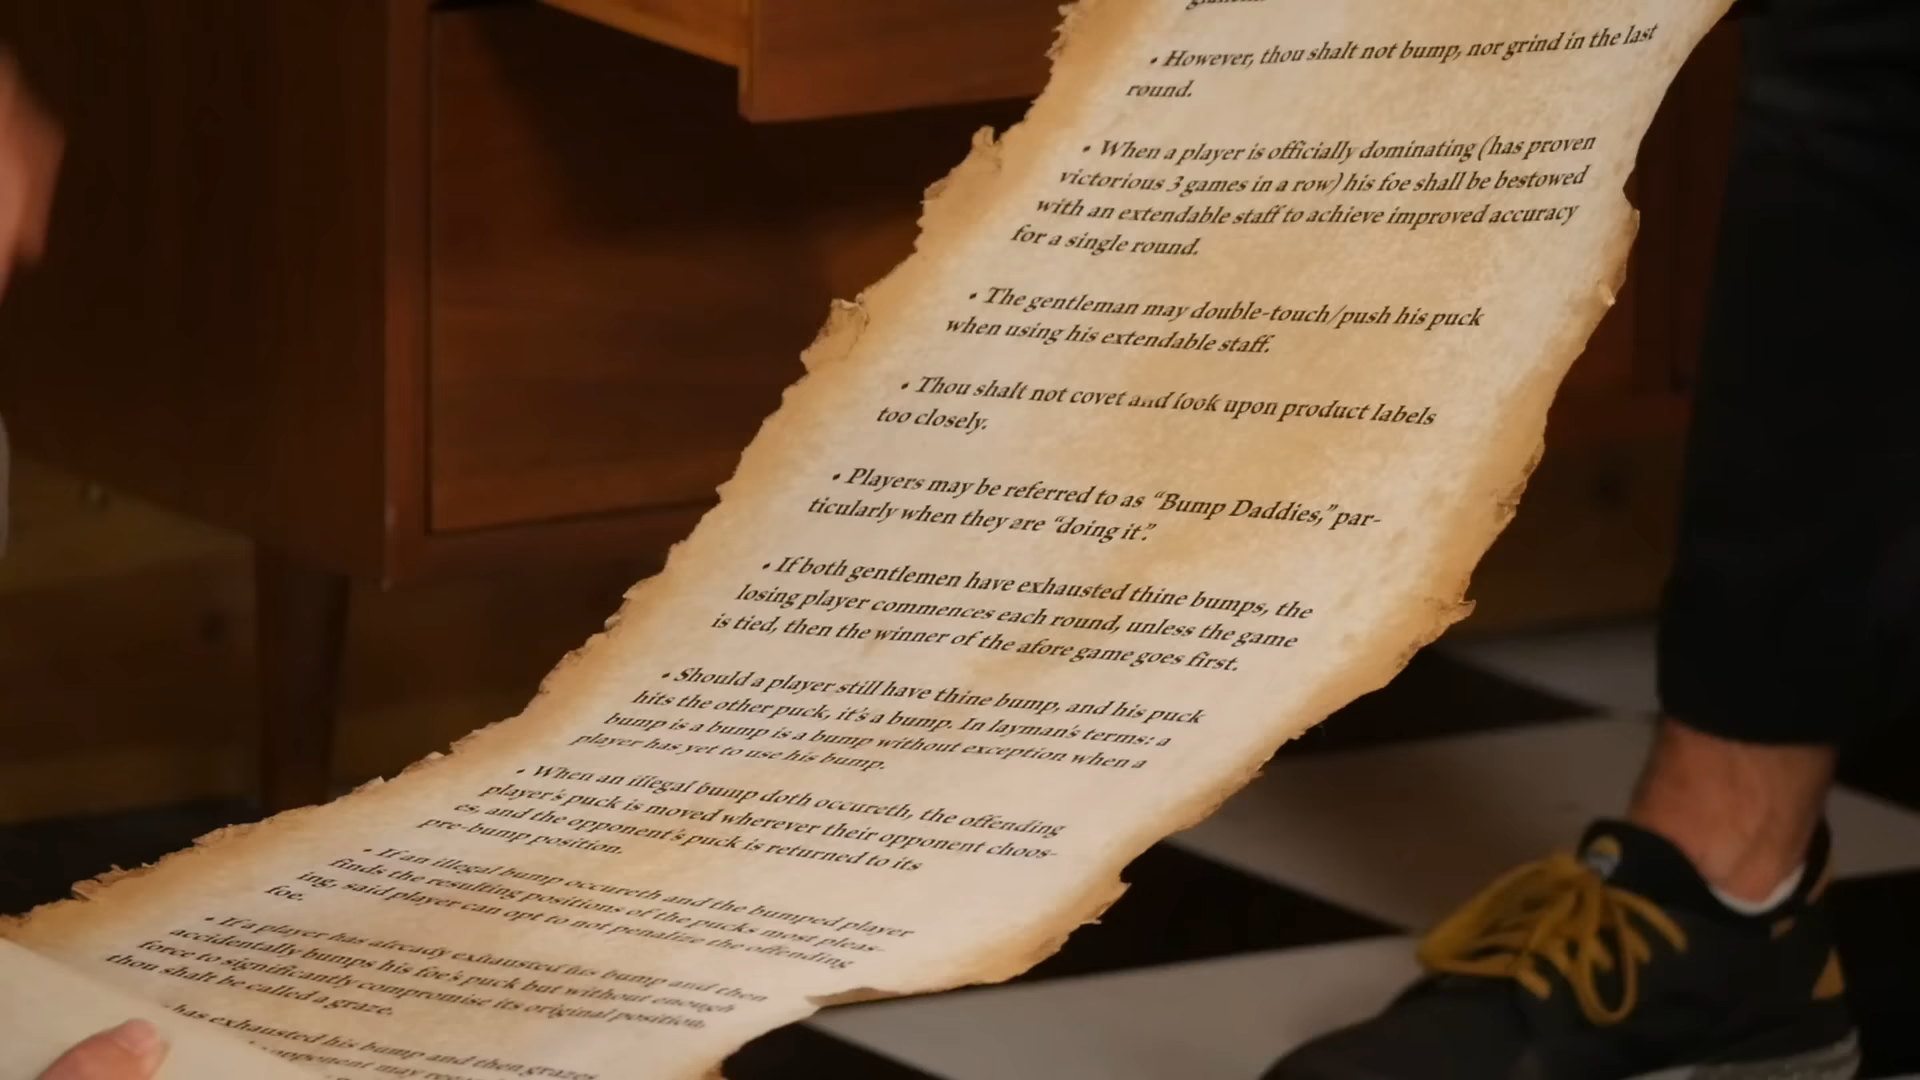 • However, thou shalt not bump, nor grind in the last
round.
• When a player is officially dominating (has proven
victorious 3 games in a row) his foe shall be bestowed
with an extendable staff to achieve improved accuracy
for a single round.
• The gentleman may double-touch/push his puck
when using his extendable staff.
• Thou shalt not covet and look upon product labels
too closely.
• Players may be referred to as “Bump Daddies,” par-
ticularly when they are “doing it”.
• If both gentlemen have exhausted thine bumps, the
losing player commences each round, unless the game
is tied, then the winner of the afore game goes first.
• Should a player still have thine bump, and his puck
hits the other puck, it's a bump. In layman's terms: a
bump is a bump is a bump without exception when a
player has yet to use his bump.
• When an illegal bump doth occureth, the offending
player's puck is moved wherever their opponent choos-
es, and the opponent's puck is returned to its
pre-bump position.
• If an illegal bump occureth and the bumped player
finds the resulting positions of the pucks most pleas-
ing, said player can opt to not penalize the offending
foe.
• If a player has already exhausted his bump and then
accidentally bumps his foe's puck but without enough
force to significantly compromise its original position,
thou shalt be called a graze.
has exhausted his bump and then grazes
opponent may